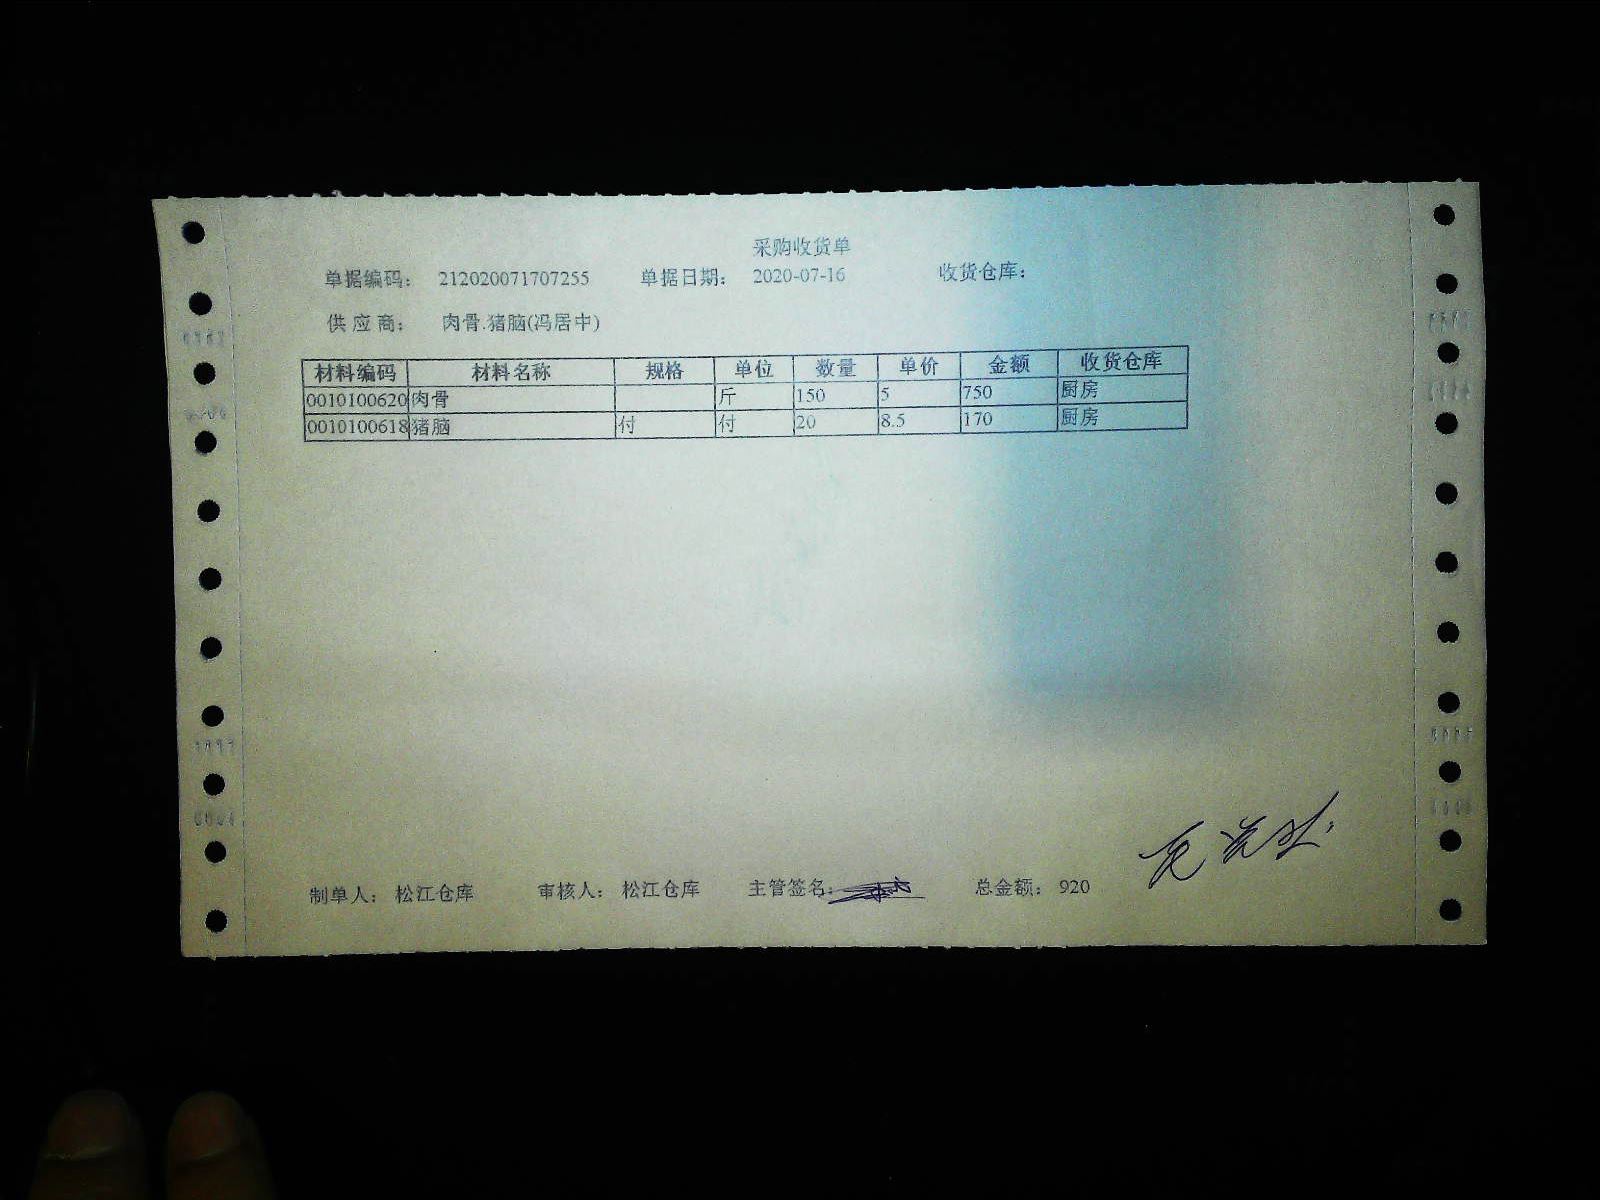 采购收货单
单据编码： 212020071707255 单据日期： 2020-07-16 收货仓库：
供 应 商： 肉骨.猪脑(冯居中)
材料编码 材料名称 规格 单位 数量 单价 金额 收货仓库
0010100620 肉骨 斤 150 5 750 厨房
0010100618 猪脑 付 付 20 8.5 170 厨房
制单人： 松江仓库 审核人： 松江仓库 主管签名： 总金额： 920